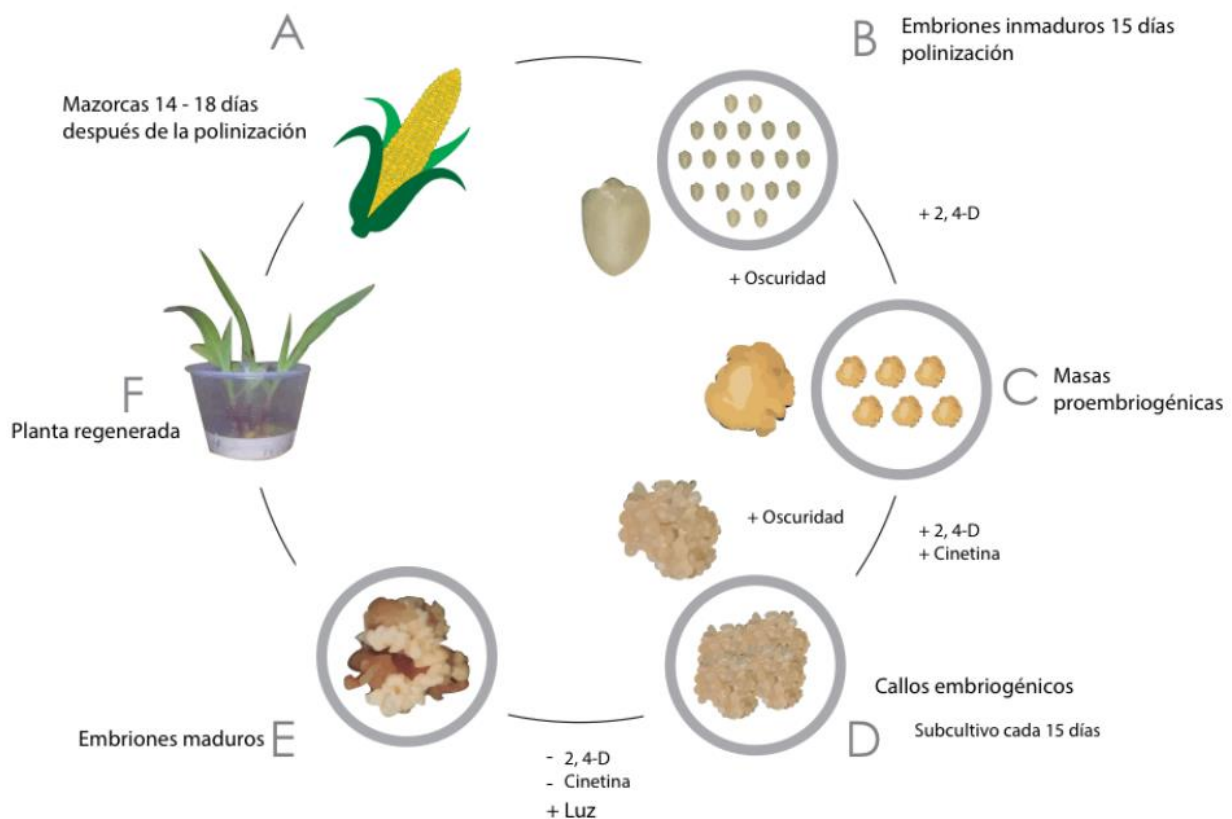 A
Mazorcas 14 - 18 días
después de la polinización
B
Embriones inmaduros 15 días
polinización
+ 2, 4-D
+ Oscuridad
C
Masas
proembriogénicas
+ 2, 4-D
+ Cinetina
+ Oscuridad
Callos embriogénicos
D
Subcultivo cada 15 días
- 2, 4-D
- Cinetina
+ Luz
Embriones maduros
E
F
Planta regenerada